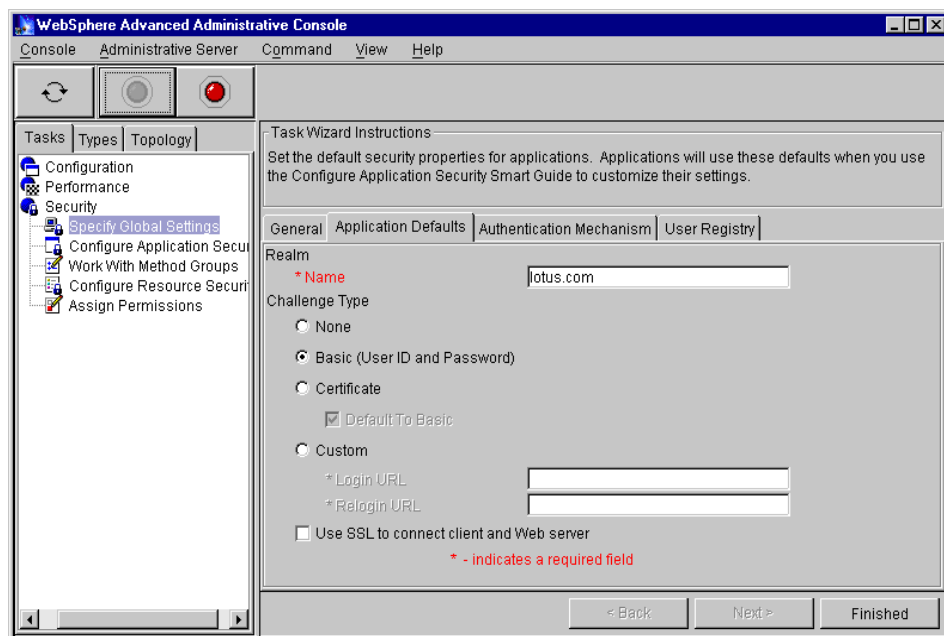 WebSphere Advanced Administrative Console
Console Administrative Server Command View Help
Tasks Types Topology
Configuration
Performance
Security
Specify Global Settings
Configure Application Secu
Work With Method Groups
Configure Resource Securi
Assign Permissions
Task Wizard Instructions
Set the default security properties for applications. Applications will use these defaults when you use
the Configure Application Security Smart Guide to customize their settings.
General Application Defaults Authentication Mechanism User Registry
Realm
* Name lotus.com
Challenge Type
None
Basic (User ID and Password)
Certificate
Default To Basic
Custom
* Login URL
* Relogin URL
Use SSL to connect client and Web server
* - indicates a required field
< Back Next > Finished